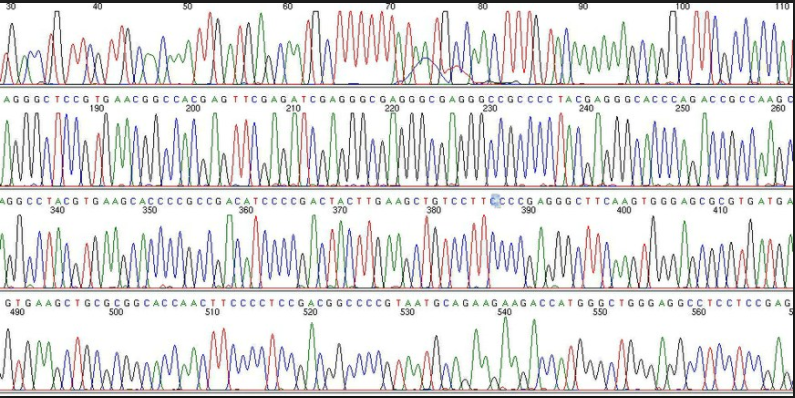 30 40 50 60 70 80 90 100 110
AGGGCTCCGTGAACGGCCACGAGTTCGAGATCGAGGGCGAGGGCGAGGGCCGCCCCTACGAGGGCACCCAGACCGCCAAGC
190 200 210 220 230 240 250 260
AGGCCTACGTGAAGCACCCCGCCGACATCCCCGACTACTTGAAGCTGTCCTTCCCCGAGGGCTTCAAGTGGGAGCGCGTGATGA
340 350 360 370 380 390 400 410
GTGAAGCTGCGCGGCACCAACTTCCCCTCCGACGGCCCCGTAATGCAGAAGAAGACCATGGGCTGGGAGGCCTCCTCCGAG
490 500 510 520 530 540 550 560